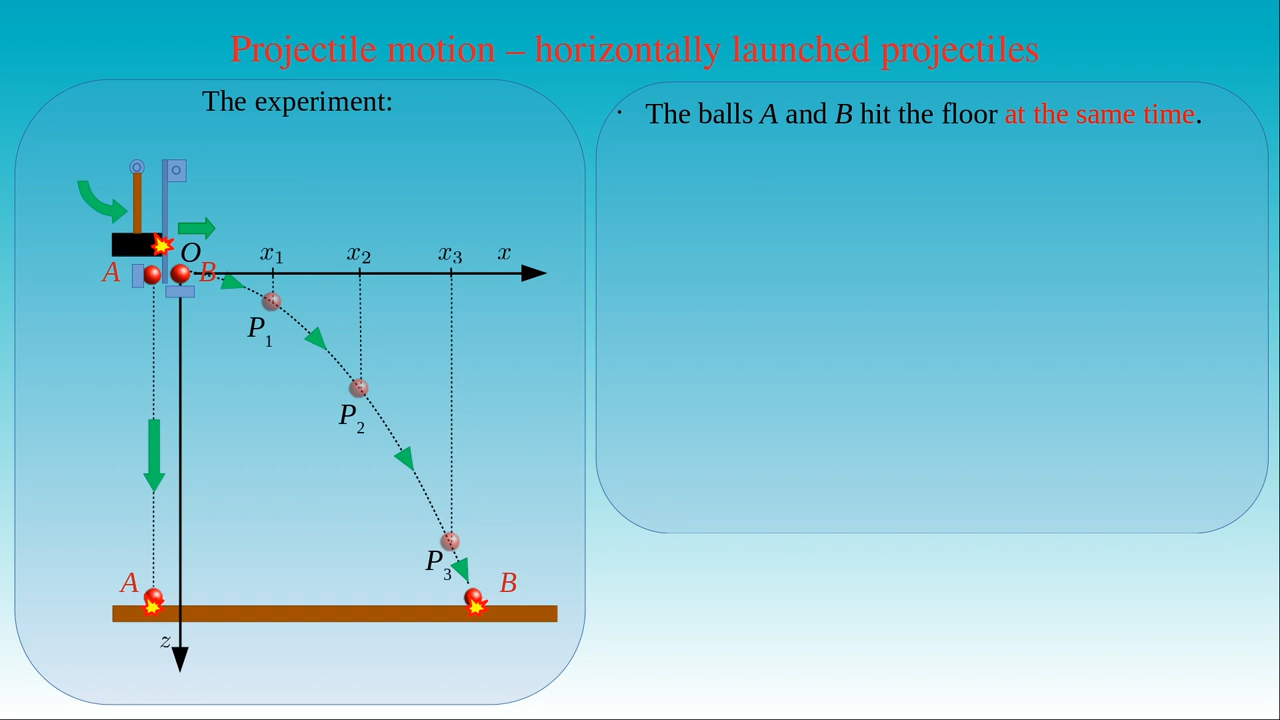 Projectile motion – horizontally launched projectiles
The experiment:
• The balls A and B hit the floor at the same time.
O x₁ x₂ x₃ x
A B
P₁
P₂
P₃
A B
z